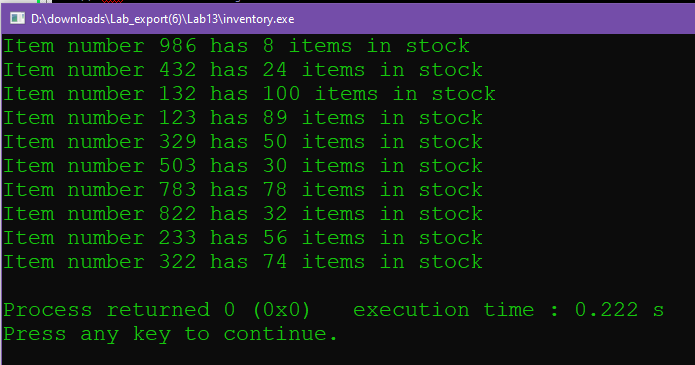 D:\downloads\Lab_export(6)\Lab13\inventory.exe
Item number 986 has 8 items in stock
Item number 432 has 24 items in stock
Item number 132 has 100 items in stock
Item number 123 has 89 items in stock
Item number 329 has 50 items in stock
Item number 503 has 30 items in stock
Item number 783 has 78 items in stock
Item number 822 has 32 items in stock
Item number 233 has 56 items in stock
Item number 322 has 74 items in stock
Process returned 0 (0x0)   execution time : 0.222 s
Press any key to continue.